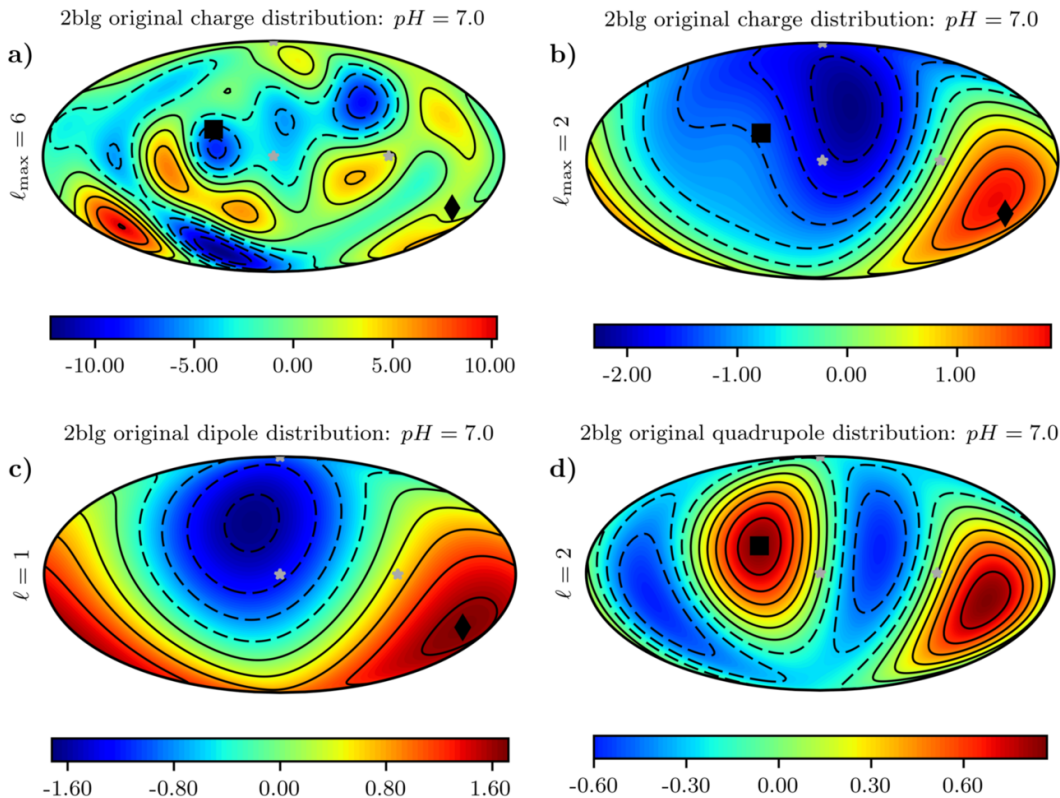 2blg original charge distribution: pH = 7.0
a)
ℓmax = 6
-10.00 -5.00 0.00 5.00 10.00
2blg original charge distribution: pH = 7.0
b)
ℓmax = 2
-2.00 -1.00 0.00 1.00
2blg original dipole distribution: pH = 7.0
c)
ℓ = 1
-1.60 -0.80 0.00 0.80 1.60
2blg original quadrupole distribution: pH = 7.0
d)
ℓ = 2
-0.60 -0.30 0.00 0.30 0.60